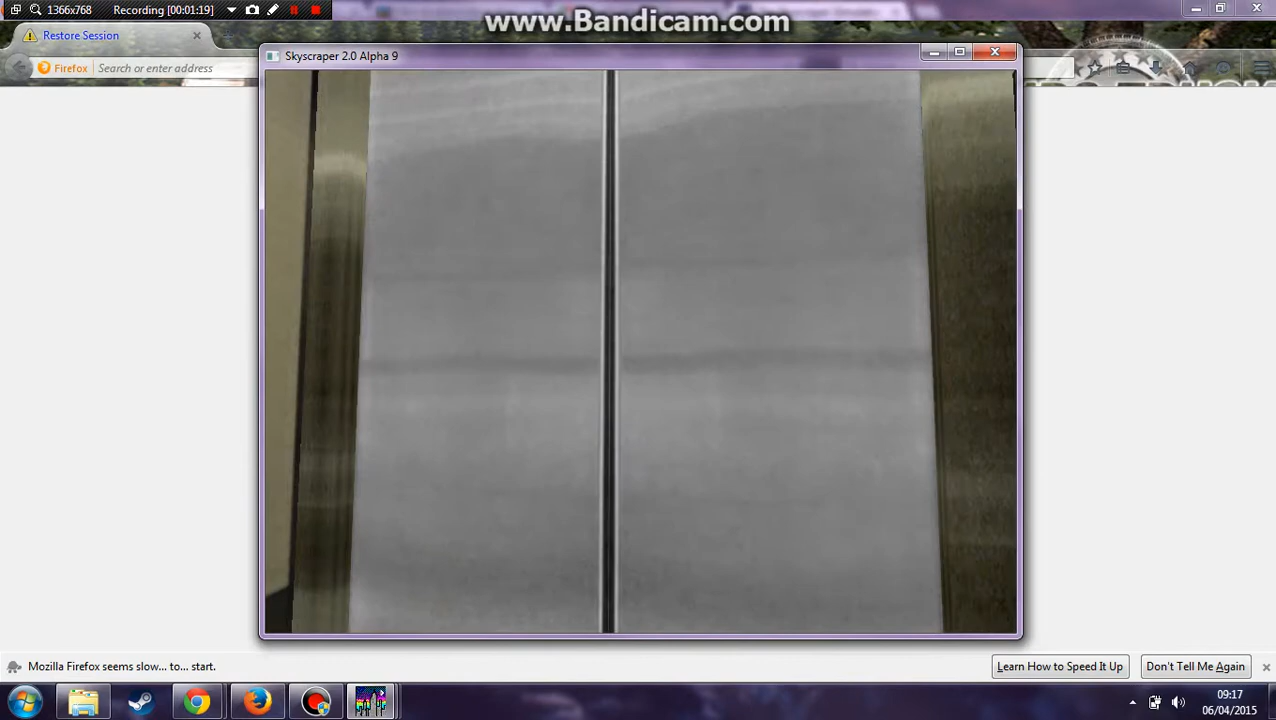 1366x768 Recording [00:01:19]
www.Bandicam.com
Restore Session
Firefox Search or enter address
Skyscraper 2.0 Alpha 9
Mozilla Firefox seems slow... to... start.
Learn How to Speed It Up Don't Tell Me Again
09:17
06/04/2015